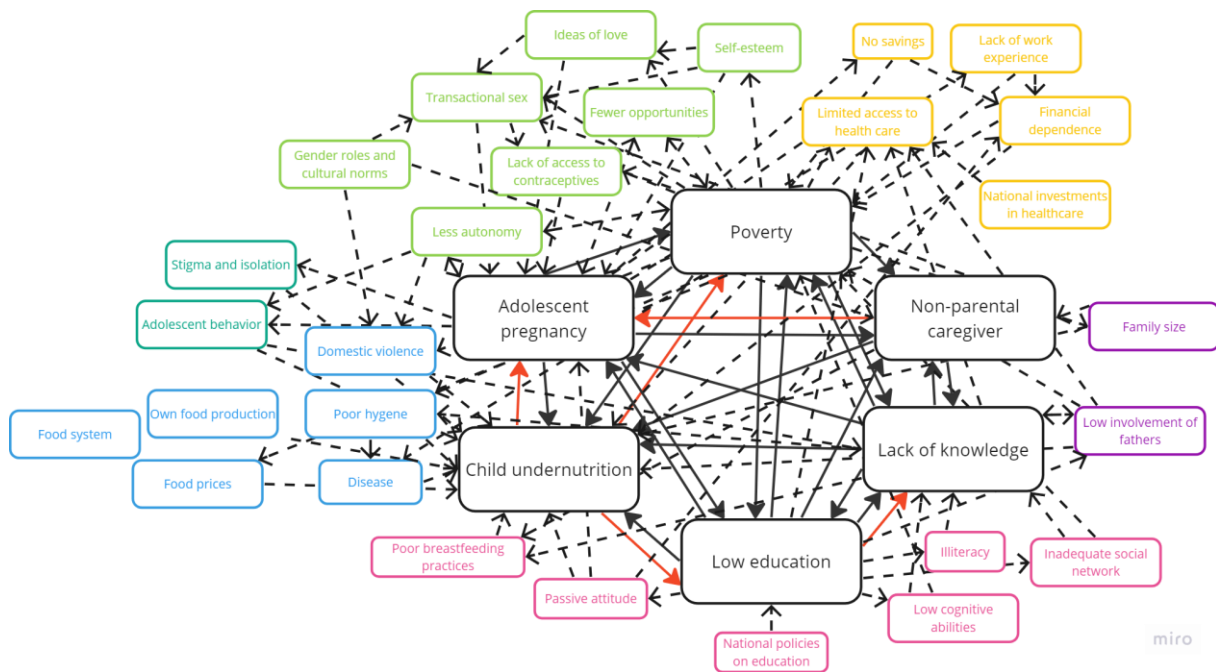 Ideas of love
Self-esteem
No savings
Lack of work
experience
Transactional sex
Fewer opportunities
Limited access to
health care
Financial
dependence
Gender roles and
cultural norms
Lack of access to
contraceptives
National investments
in healthcare
Less autonomy
Poverty
Stigma and isolation
Adolescent behavior
Adolescent
pregnancy
Non-parental
caregiver
Family size
Domestic violence
Own food production
Poor hygene
Food system
Low involvement of
fathers
Child undernutrition
Lack of knowledge
Food prices
Disease
Poor breastfeeding
practices
Low education
Illiteracy
Inadequate social
network
Passive attitude
Low cognitive
abilities
National policies
on education
miro